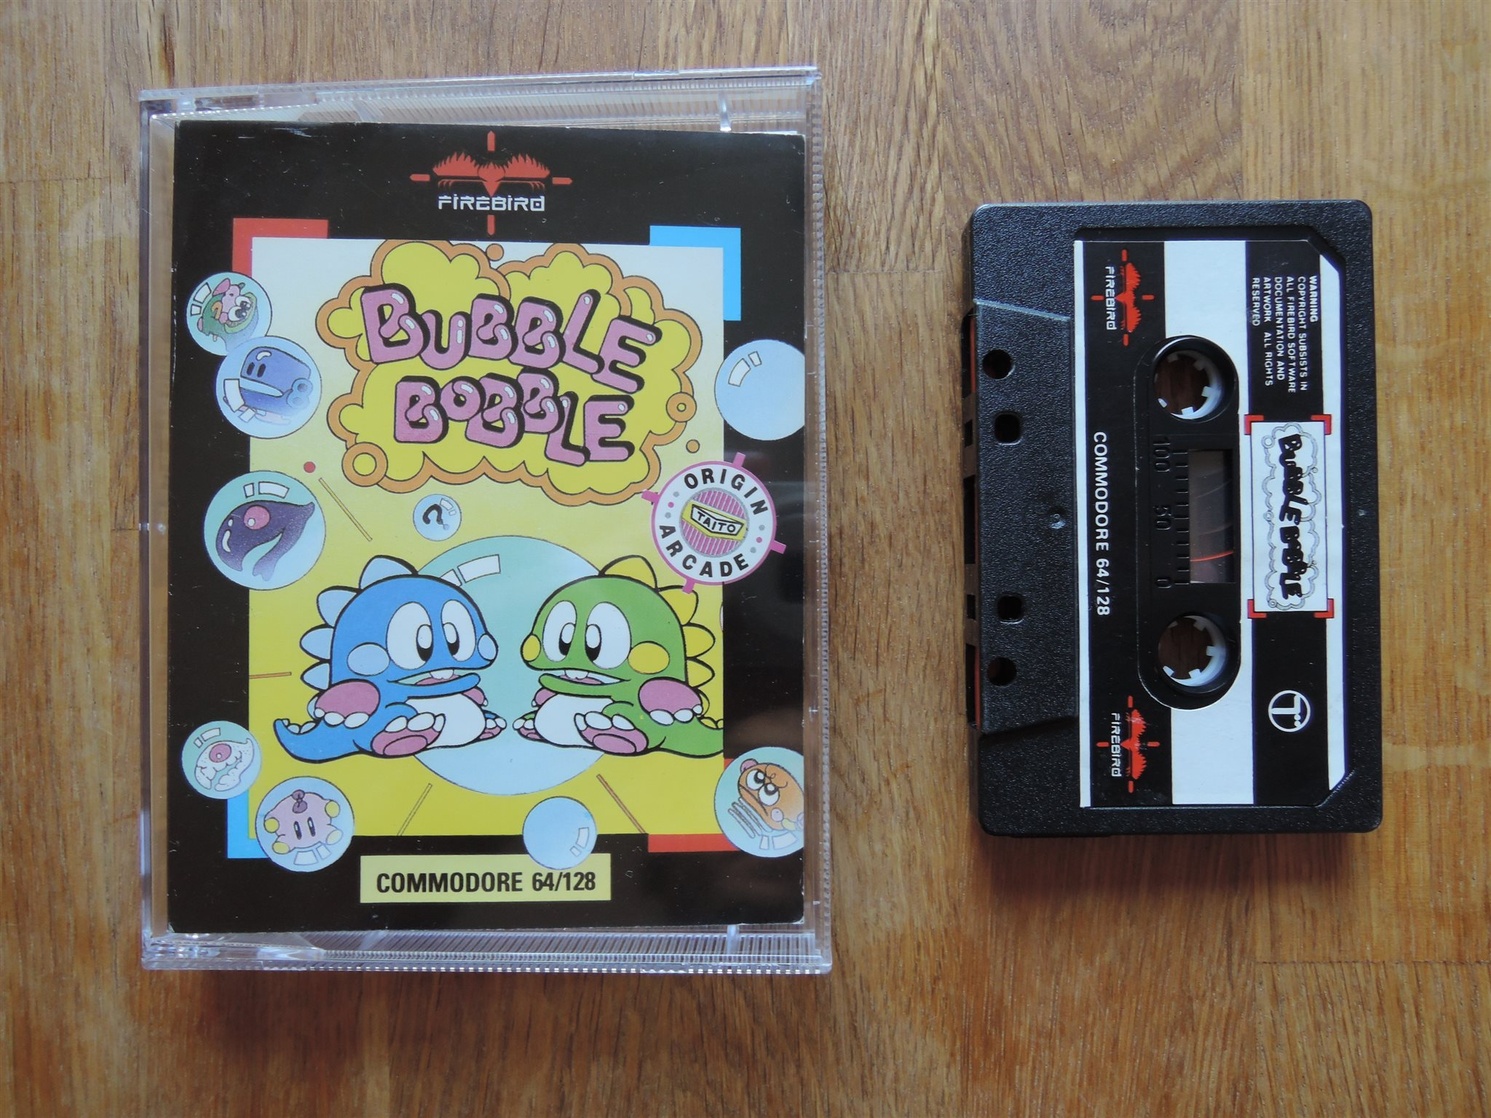 FIREBIRD
BUBBLE
BOBBLE
ORIGIN
TAITO
ARCADE
?
COMMODORE 64/128
FIREBIRD
WARNING
COPYRIGHT SUBSISTS IN
ALL FIREBIRD SOFTWARE
DOCUMENTATION AND
ARTWORK ALL RIGHTS
RESERVED
BUBBLE BOBBLE
100 50 0
COMMODORE 64/128
T
FIREBIRD